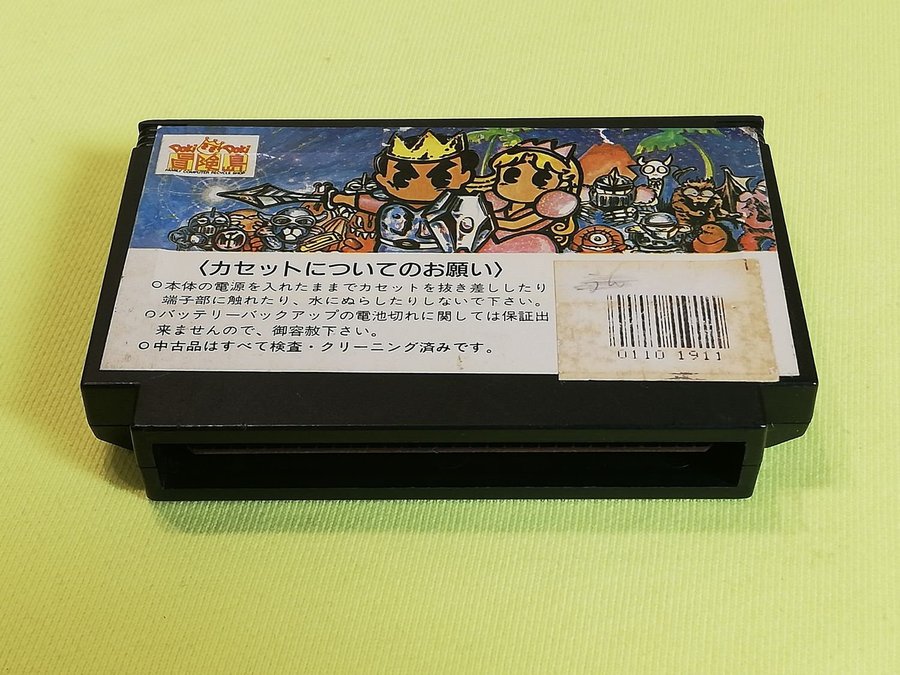 冒険島
FAMILY COMPUTER RECYCLE SHOP
〈カセットについてのお願い〉
○本体の電源を入れたままでカセットを抜き差ししたり
端子部に触れたり、水にぬらしたりしないで下さい。
○バッテリーバックアップの電池切れに関しては保証出
来ませんので、御容赦下さい。
○中古品はすべて検査・クリーニング済みです。
0110 1911